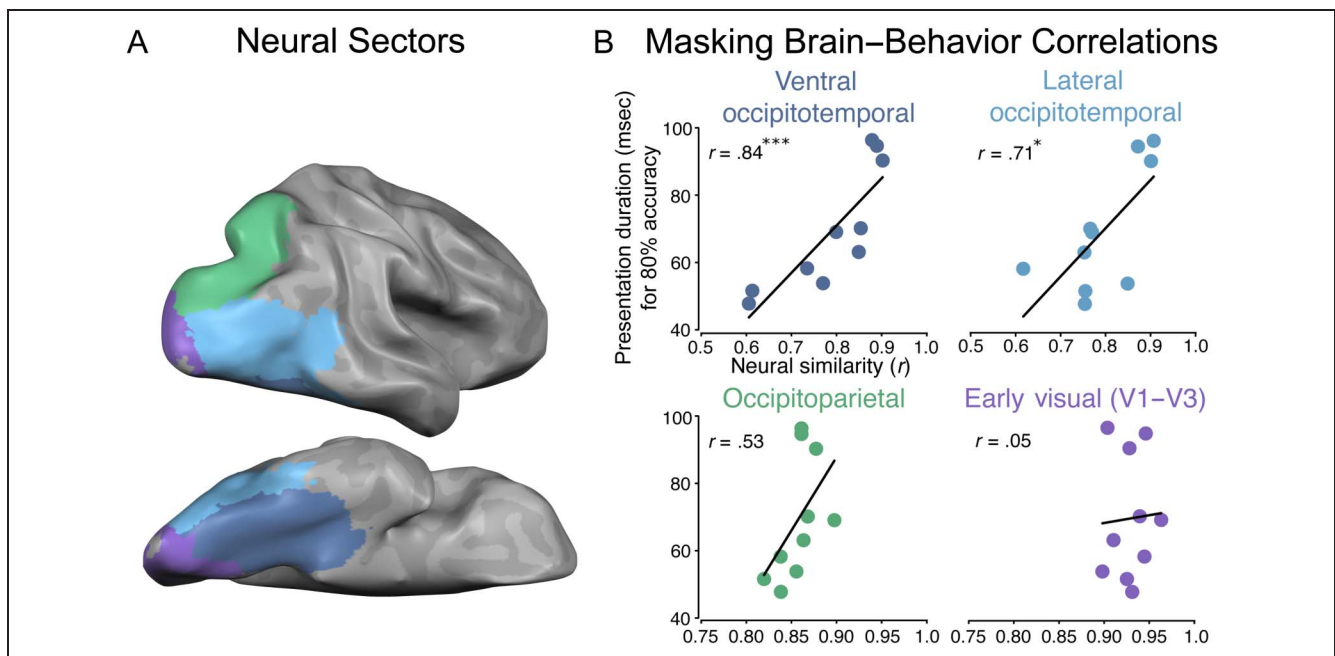 A Neural Sectors
B Masking Brain–Behavior Correlations
Presentation duration (msec)
for 80% accuracy
Ventral
occipitotemporal
r = .84***
100
80
60
40
0.5 0.6 0.7 0.8 0.9 1.0
Neural similarity (r)
Lateral
occipitotemporal
r = .71*
0.5 0.6 0.7 0.8 0.9 1.0
Occipitoparietal
r = .53
100
80
60
40
0.75 0.80 0.85 0.90 0.95 1.0
Early visual (V1–V3)
r = .05
0.75 0.80 0.85 0.90 0.95 1.0